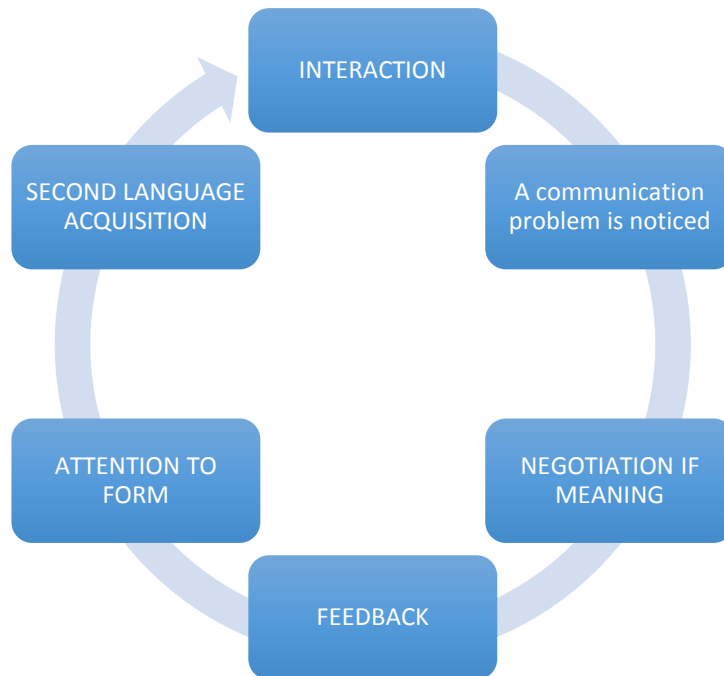 INTERACTION
A communication
problem is noticed
NEGOTIATION IF
MEANING
FEEDBACK
ATTENTION TO
FORM
SECOND LANGUAGE
ACQUISITION